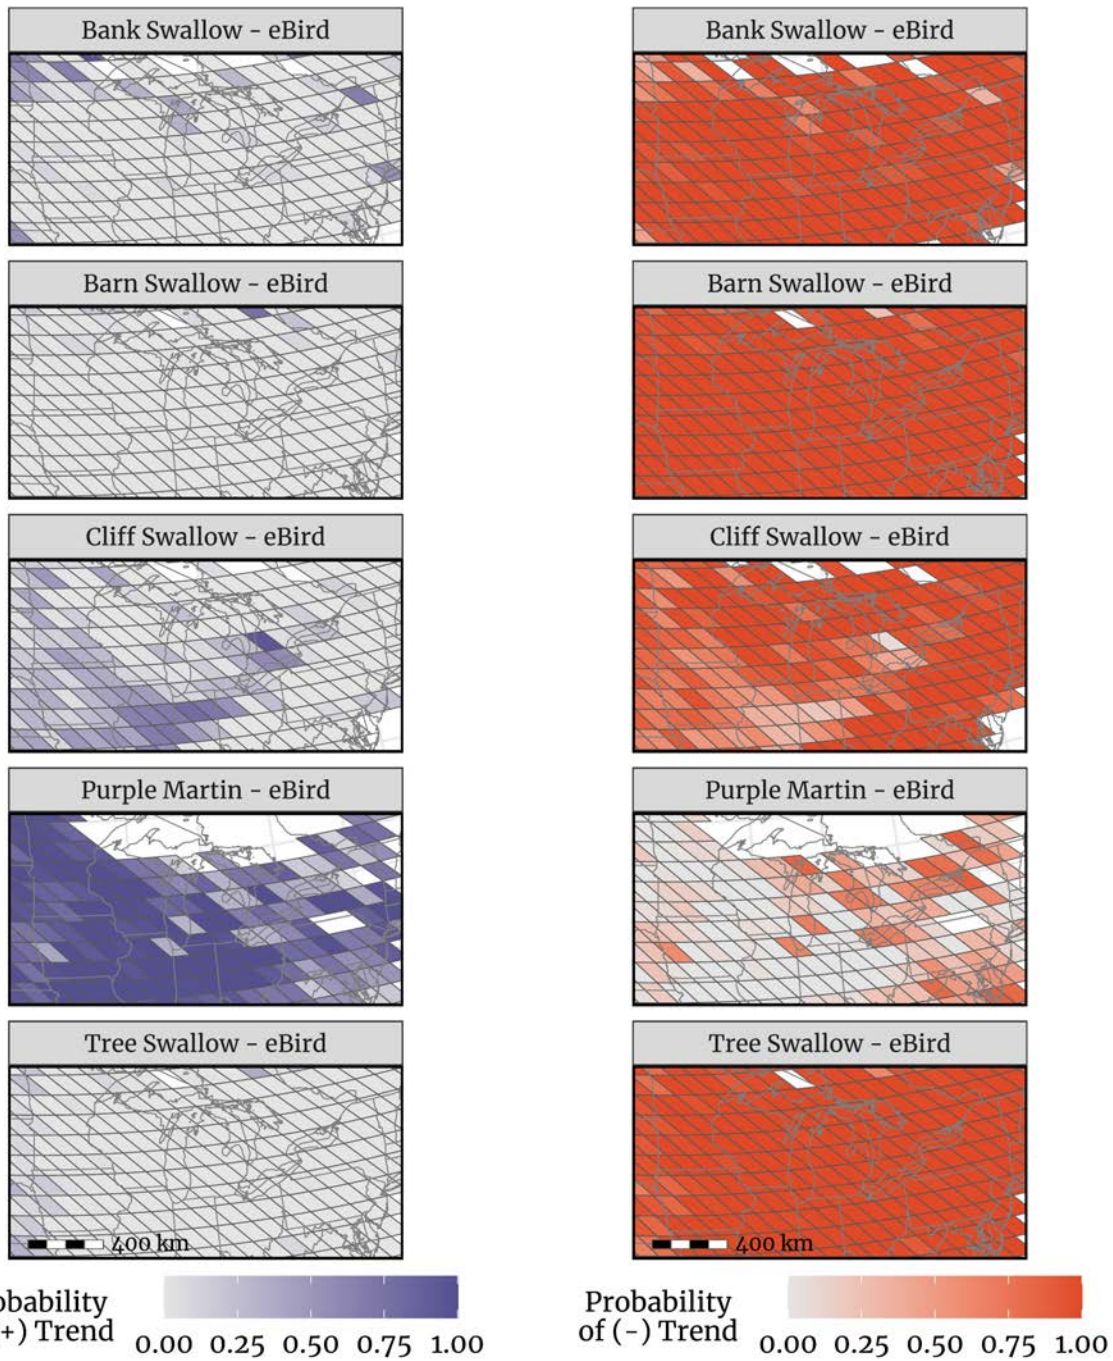 Bank Swallow - eBird
Bank Swallow - eBird
Barn Swallow - eBird
Barn Swallow - eBird
Cliff Swallow - eBird
Cliff Swallow - eBird
Purple Martin - eBird
Purple Martin - eBird
Tree Swallow - eBird
Tree Swallow - eBird
400 km
400 km
obability
+) Trend
0.00 0.25 0.50 0.75 1.00
Probability
of (-) Trend
0.00 0.25 0.50 0.75 1.00